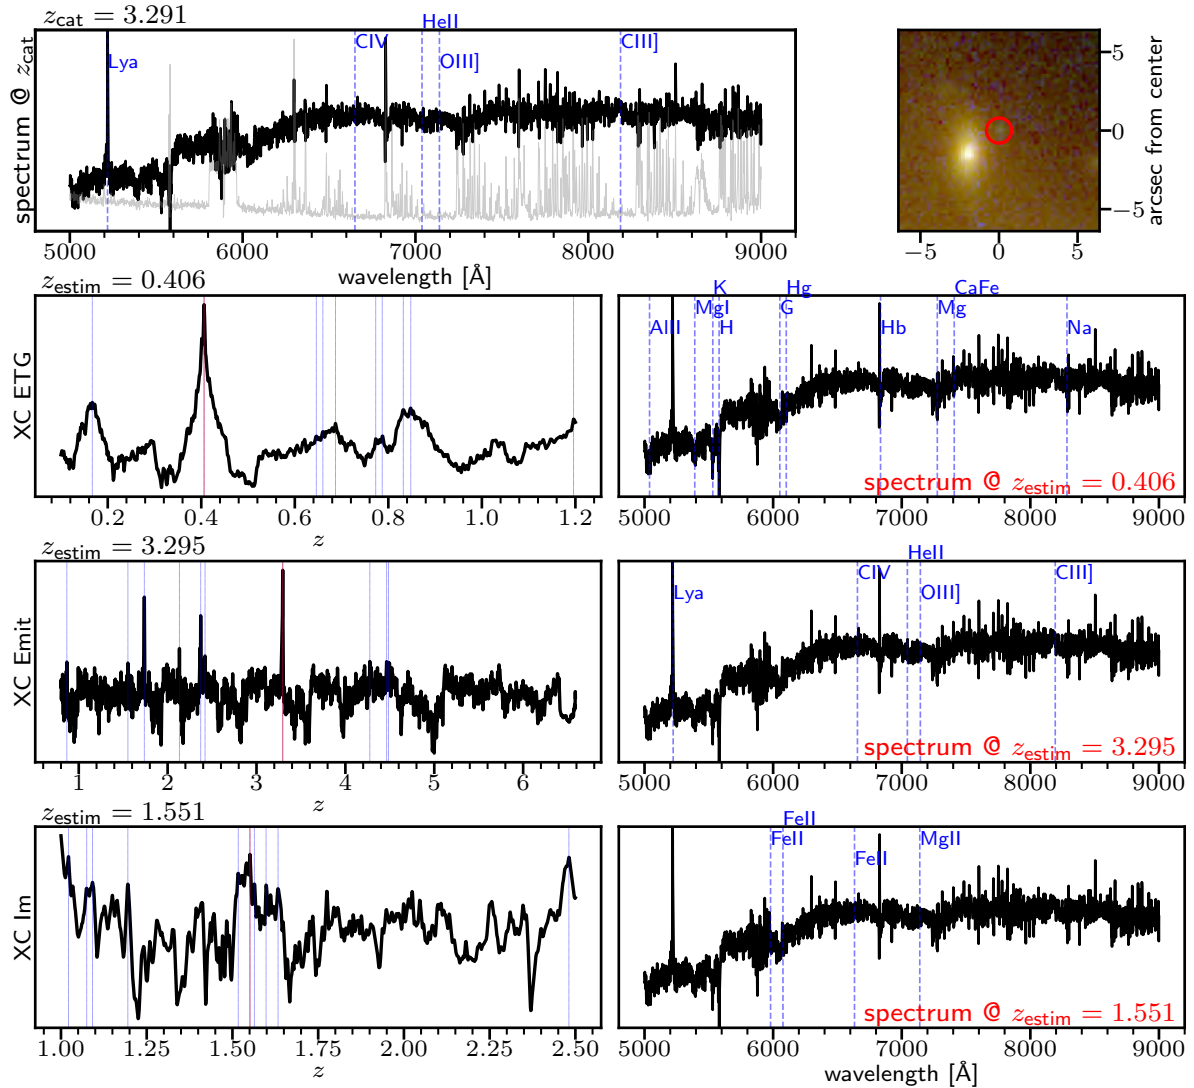 z_cat = 3.291
HeII
CIV
CIII]
Lya
OIII]
spectrum @ z_cat
5000 6000 7000 8000 9000
wavelength [Å]
arcsec from center
5
0
−5
−5 0 5
z_estim = 0.406
XC ETG
0.2 0.4 0.6 0.8 1.0 1.2
z
K Hg CaFe
MgI G Mg
AlII H Hb Na
spectrum @ z_estim = 0.406
5000 6000 7000 8000 9000
z_estim = 3.295
XC Emit
1 2 3 4 5 6
z
HeII
CIV CIII]
Lya OIII]
spectrum @ z_estim = 3.295
5000 6000 7000 8000 9000
z_estim = 1.551
XC Im
1.00 1.25 1.50 1.75 2.00 2.25 2.50
z
FeII
FeII MgII
FeII
spectrum @ z_estim = 1.551
5000 6000 7000 8000 9000
wavelength [Å]